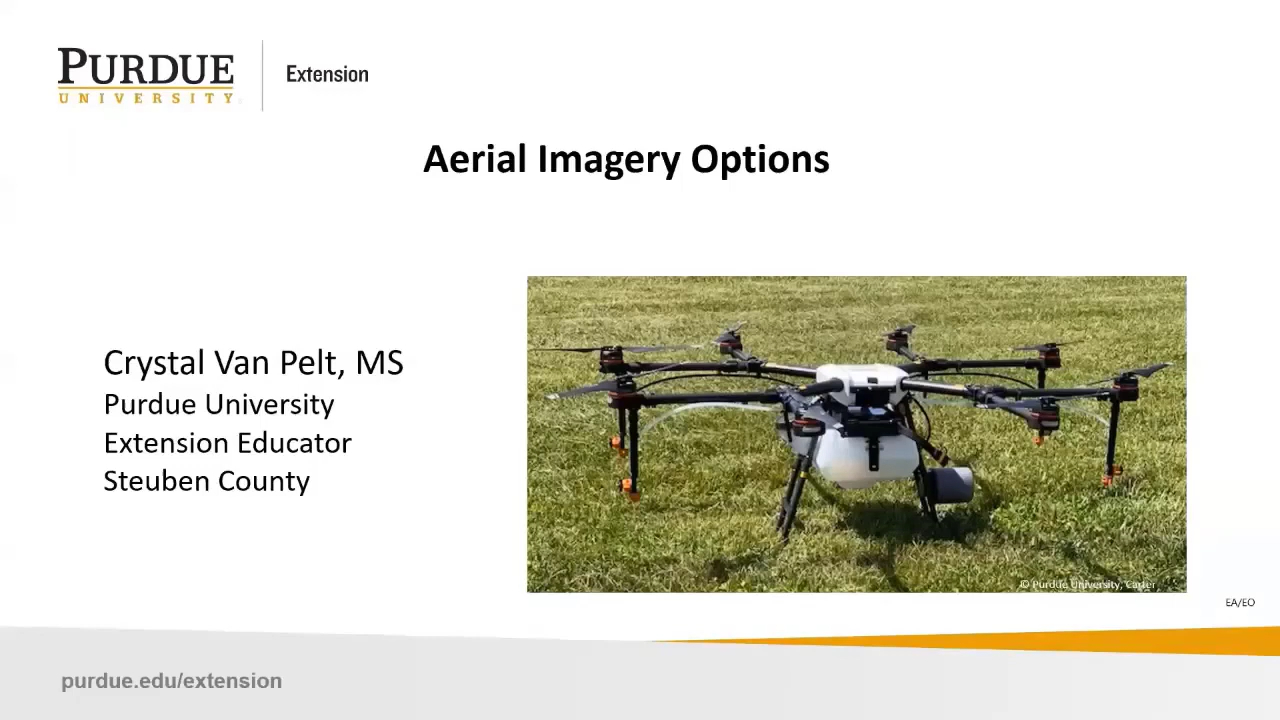 PURDUE
UNIVERSITY
Extension
Aerial Imagery Options
Crystal Van Pelt, MS
Purdue University
Extension Educator
Steuben County
© Purdue University, Carter
EA/EO
purdue.edu/extension